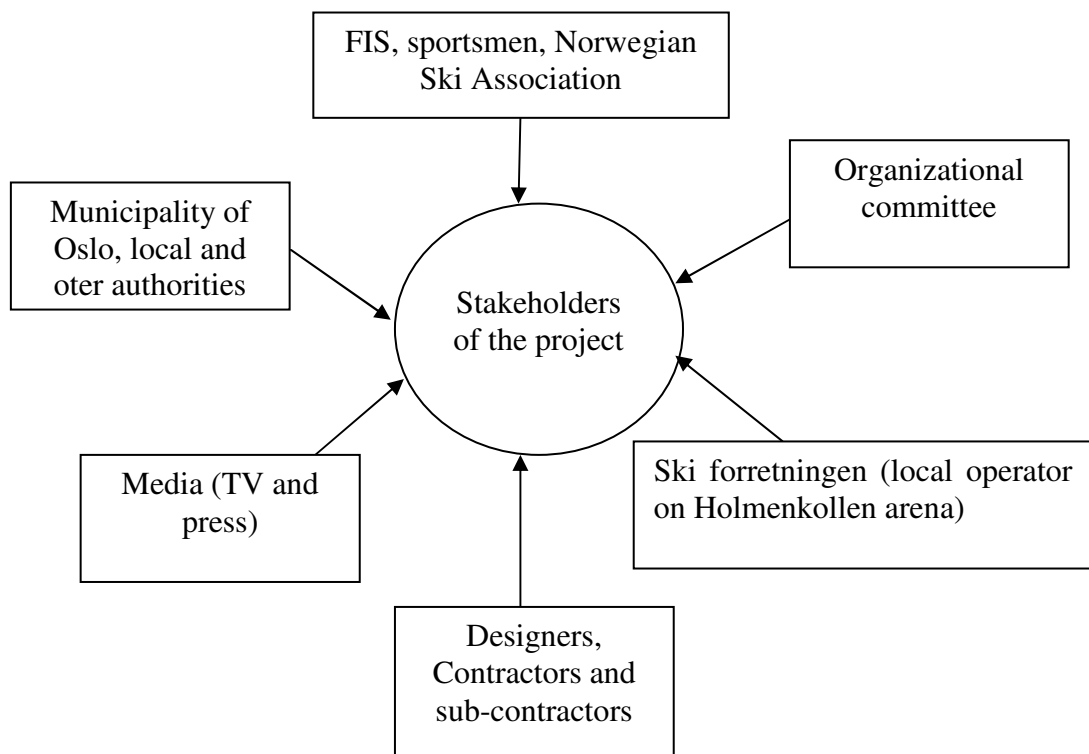 FIS, sportsmen, Norwegian
Ski Association
Organizational
committee
Municipality of
Oslo, local and
oter authorities
Stakeholders
of the project
Media (TV and
press)
Ski forretningen (local operator
on Holmenkollen arena)
Designers,
Contractors and
sub-contractors